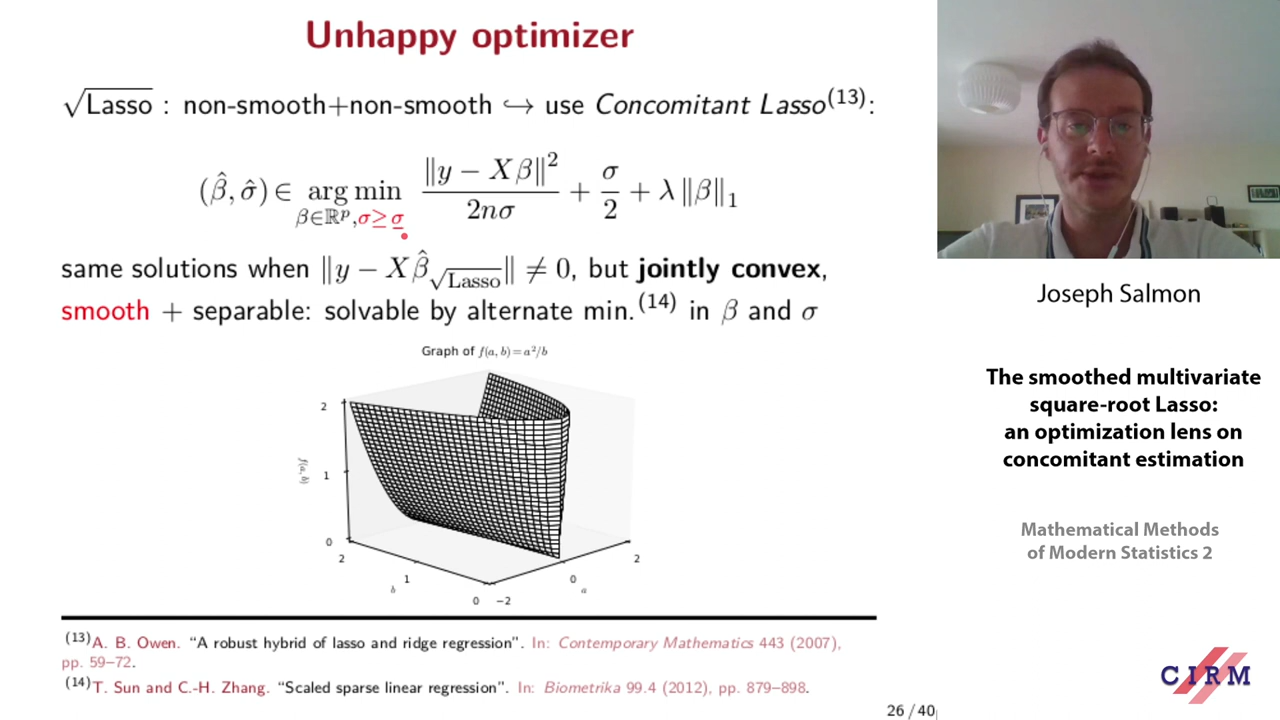 Unhappy optimizer
√Lasso : non-smooth+non-smooth ↪ use Concomitant Lasso(13):
(β̂, σ̂) ∈ arg min ‖y − Xβ‖² / 2nσ + σ/2 + λ ‖β‖₁
β∈ℝᵖ,σ≥σ̲
same solutions when ‖y − Xβ̂√Lasso‖ ≠ 0, but jointly convex,
smooth + separable: solvable by alternate min.(14) in β and σ
Graph of f(a, b)=a²/b
2
1
0
f(a, b)
2
1
0
b
−2
0
2
a
(13)A. B. Owen. “A robust hybrid of lasso and ridge regression”. In: Contemporary Mathematics 443 (2007),
pp. 59–72.
(14)T. Sun and C.-H. Zhang. “Scaled sparse linear regression”. In: Biometrika 99.4 (2012), pp. 879–898.
26 / 40
Joseph Salmon
The smoothed multivariate
square-root Lasso:
an optimization lens on
concomitant estimation
Mathematical Methods
of Modern Statistics 2
CIRM